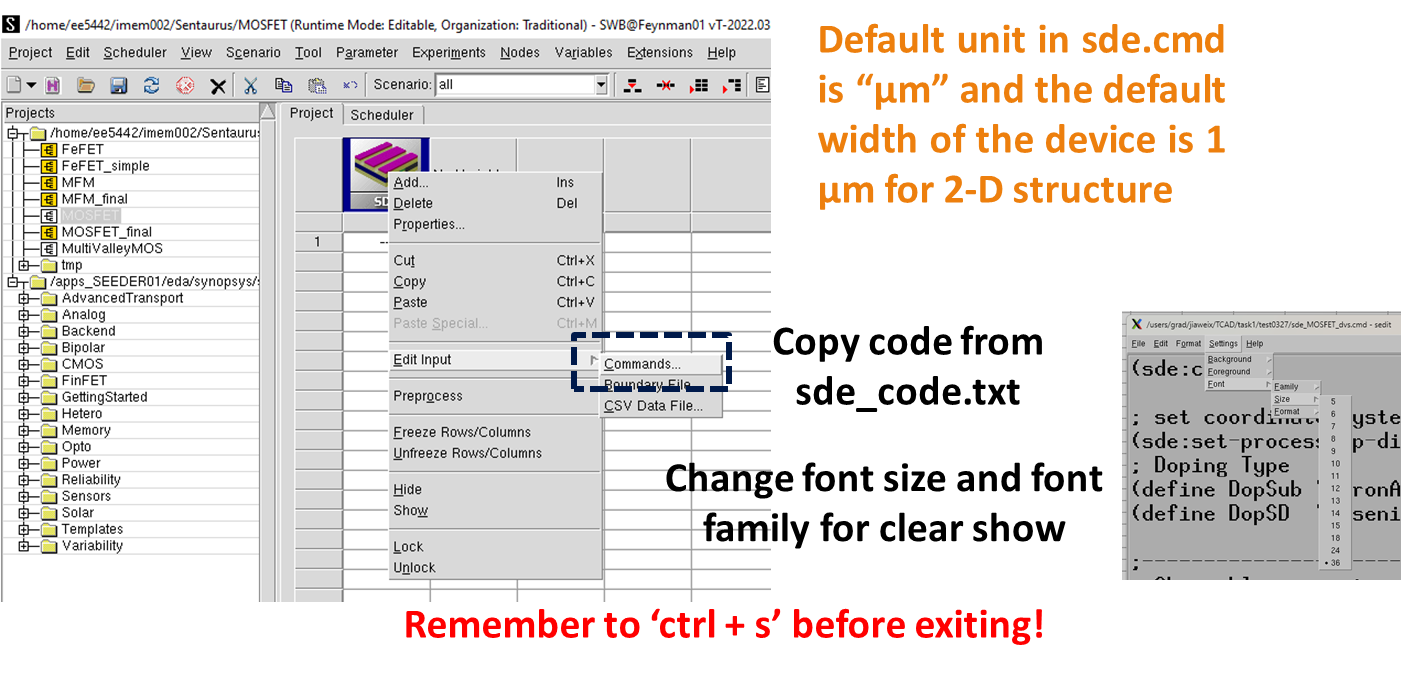 S /home/ee5442/imem002/Sentaurus/MOSFET (Runtime Mode: Editable, Organization: Traditional) - SWB@Feynman01 vT-2022.03
Project Edit Scheduler View Scenario Tool Parameter Experiments Nodes Variables Extensions Help
Scenario: all
Projects
/home/ee5442/imem002/Sentaurus
FeFET
FeFET_simple
MFM
MFM_final
MOSFET
MOSFET_final
MultiValleyMOS
tmp
/apps_SEEDER01/eda/synopsys/
AdvancedTransport
Analog
Backend
Bipolar
CMOS
FinFET
GettingStarted
Hetero
Memory
Opto
Power
Reliability
Sensors
Solar
Templates
Variability
Project Scheduler
1 --
Add... Ins
Delete Del
Properties...
Cut Ctrl+X
Copy Ctrl+C
Paste Ctrl+V
Paste Special... Ctrl+M
Edit Input
Preprocess
Freeze Rows/Columns
Unfreeze Rows/Columns
Hide
Show
Lock
Unlock
Commands...
Boundary File
CSV Data File...
Default unit in sde.cmd
is “μm” and the default
width of the device is 1
μm for 2-D structure
Copy code from
sde_code.txt
Change font size and font
family for clear show
X /users/grad/jiaweix/TCAD/task1/test0327/sde_MOSFET_dvs.cmd - sedit
File Edit Format Settings Help
Background
Foreground
Font
Family
Size
Format
5
6
7
8
9
10
11
12
13
14
15
18
24
36
(sde:c
; set coordinate yste
(sde:set-process p-di
; Doping Type
(define DopSub ronA
(define DopSD seni
;---
Remember to ‘ctrl + s’ before exiting!